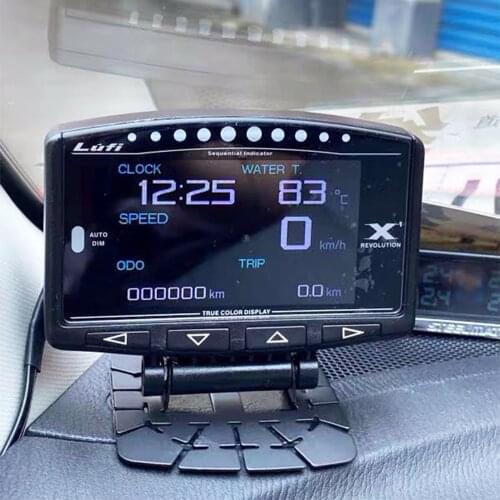 Lufi
Sequential Indicator
CLOCK WATER T.
12:25 83 °C
SPEED
0 km/h
AUTO
DIM
X1
REVOLUTION
ODO TRIP
000000 km 0.0 km
TRUE COLOR DISPLAY